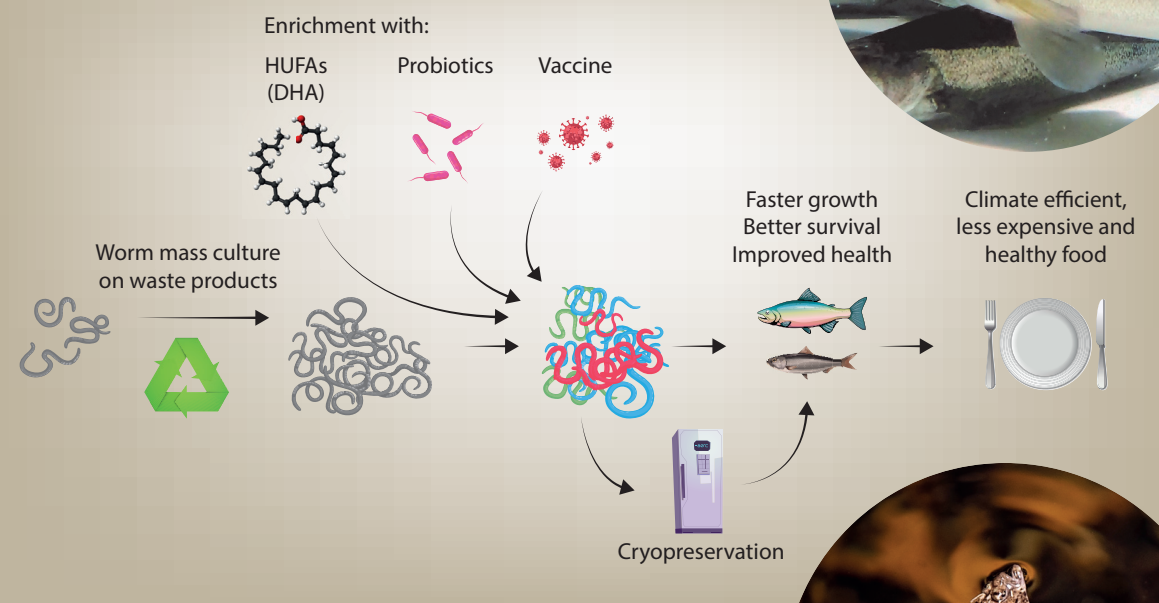 Enrichment with:
HUFAs
(DHA)
Probiotics
Vaccine
Worm mass culture
on waste products
Faster growth
Better survival
Improved health
Climate efficient,
less expensive and
healthy food
Cryopreservation